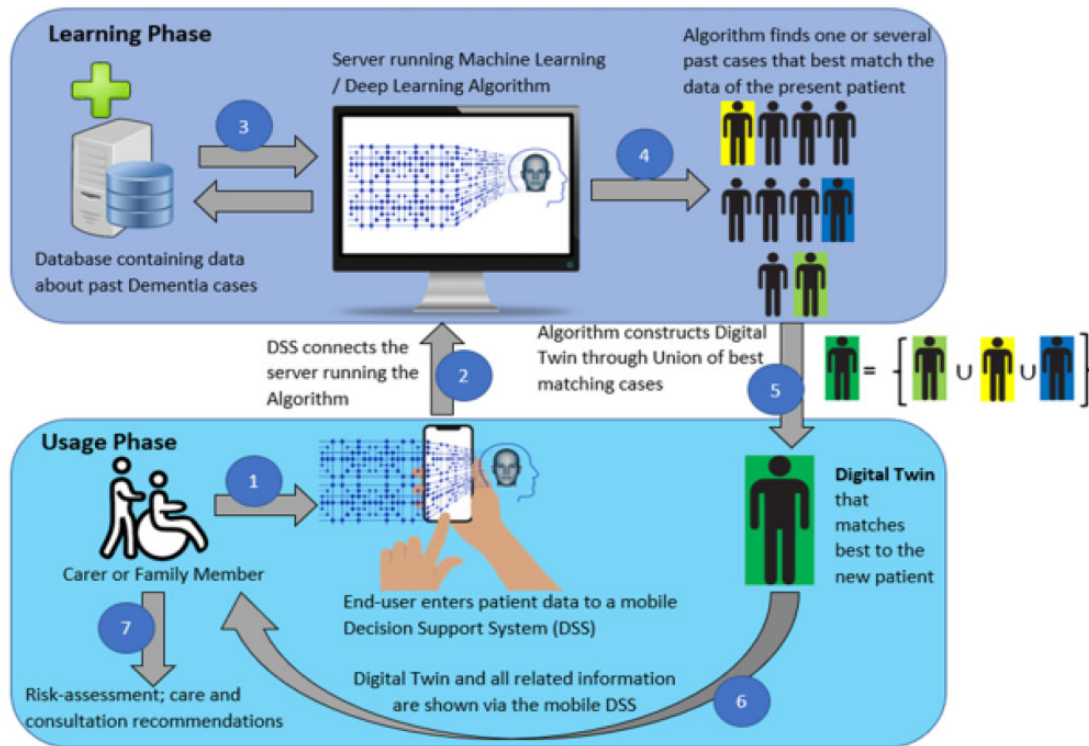 Learning Phase
Server running Machine Learning
/ Deep Learning Algorithm
Algorithm finds one or several
past cases that best match the
data of the present patient
3
4
Database containing data
about past Dementia cases
DSS connects the
server running the
Algorithm
2
Algorithm constructs Digital
Twin through Union of best
matching cases
5
= { ∪ ∪ }
Usage Phase
1
Carer or Family Member
End-user enters patient data to a mobile
Decision Support System (DSS)
Digital Twin
that
matches
best to the
new patient
7
Risk-assessment; care and
consultation recommendations
Digital Twin and all related information
are shown via the mobile DSS
6